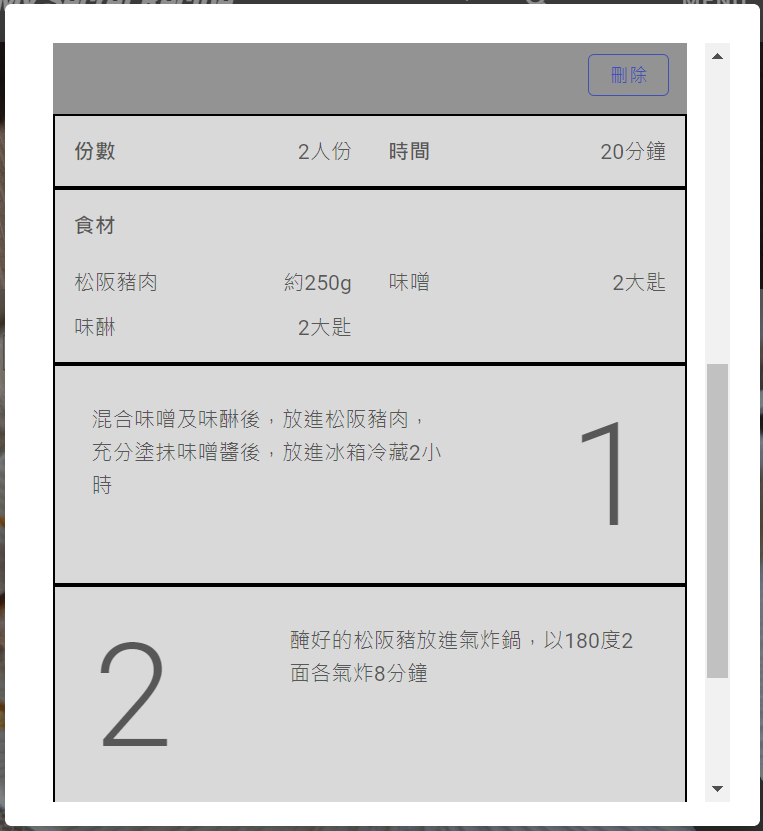 刪除
份數 2人份 時間 20分鐘
食材
松阪豬肉 約250g 味噌 2大匙
味醂 2大匙
混合味噌及味醂後，放進松阪豬肉，
充分塗抹味噌醬後，放進冰箱冷藏2小
時
1
2
醃好的松阪豬放進氣炸鍋，以180度2
面各氣炸8分鐘